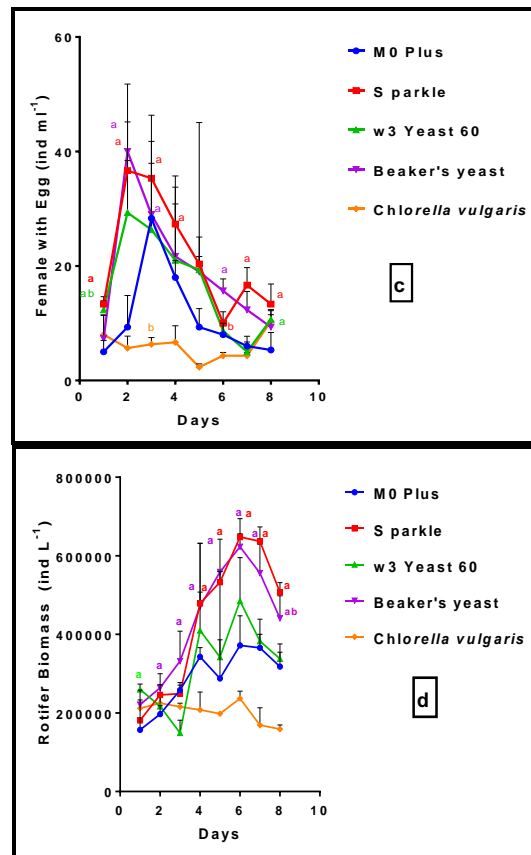 60
40
20
0
0 2 4 6 8 10
Female with Egg (ind ml-1)
Days
a
a
a
ab
a
a
a
b
a
a
b
a
a
a
M0 Plus
S parkle
w3 Yeast 60
Beaker's yeast
Chlorella vulgaris
c
800000
600000
400000
200000
0
0 2 4 6 8 10
Rotifer Biomass (ind L-1)
Days
a
a
a
a
a
a
a
a
a
a
a
a
ab
M0 Plus
S parkle
w3 Yeast 60
Beaker's yeast
Chlorella vulgaris
d